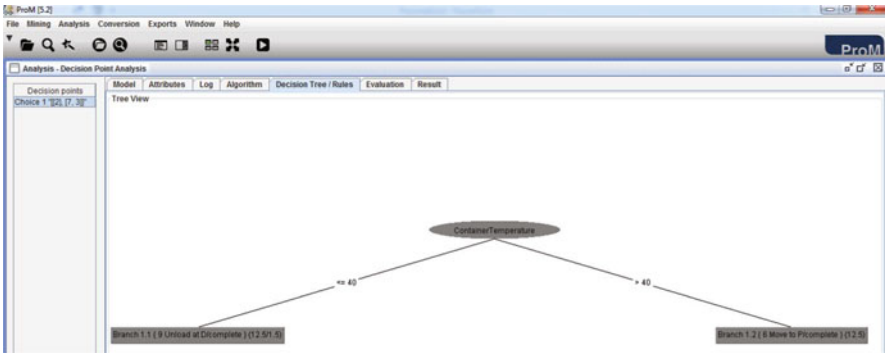 ProM [5.2]
File Mining Analysis Conversion Exports Window Help
ProM
Analysis - Decision Point Analysis
Decision points
Choice 1 "[[2], [7, 3]]"
Model Attributes Log Algorithm Decision Tree / Rules Evaluation Result
Tree View
ContainerTemperature
<= 40
> 40
Branch 1.1 ( 9 Unload at D/complete ) (12.5/1.5)
Branch 1.2 ( 6 Move to P/complete ) (12.5)